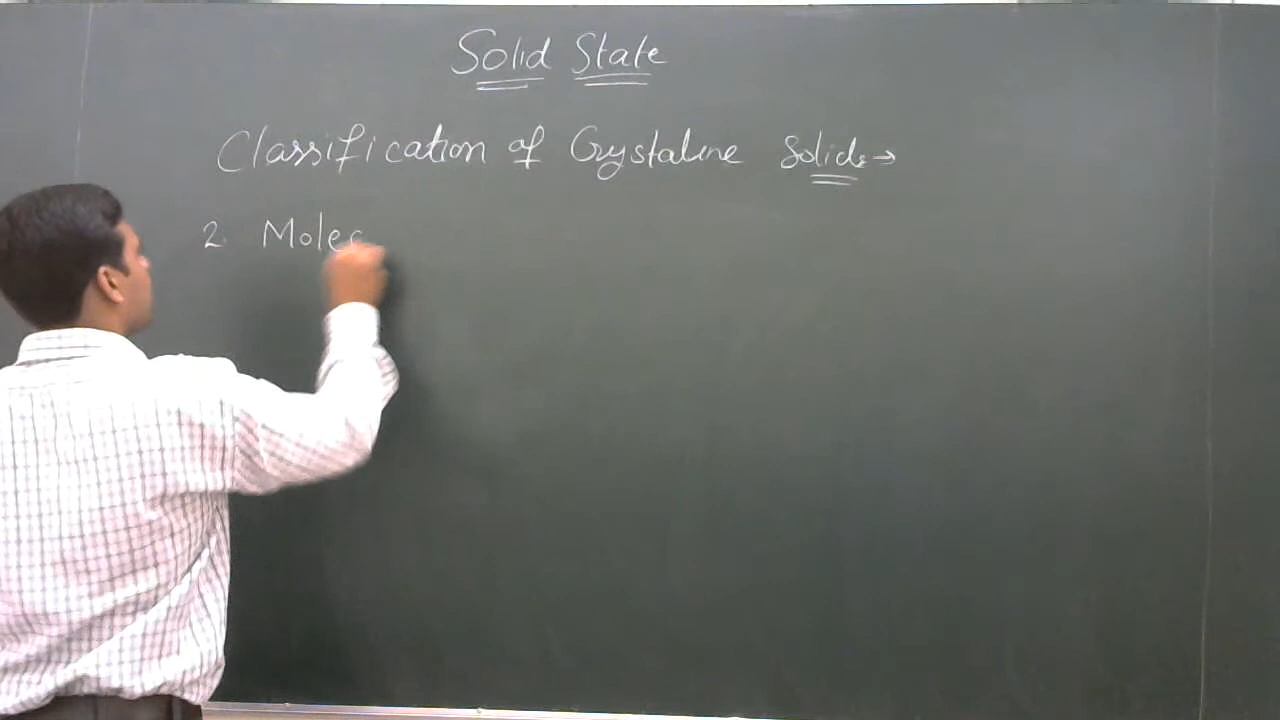 Solid State
Classification of Crystaline Solids →
2. Molec